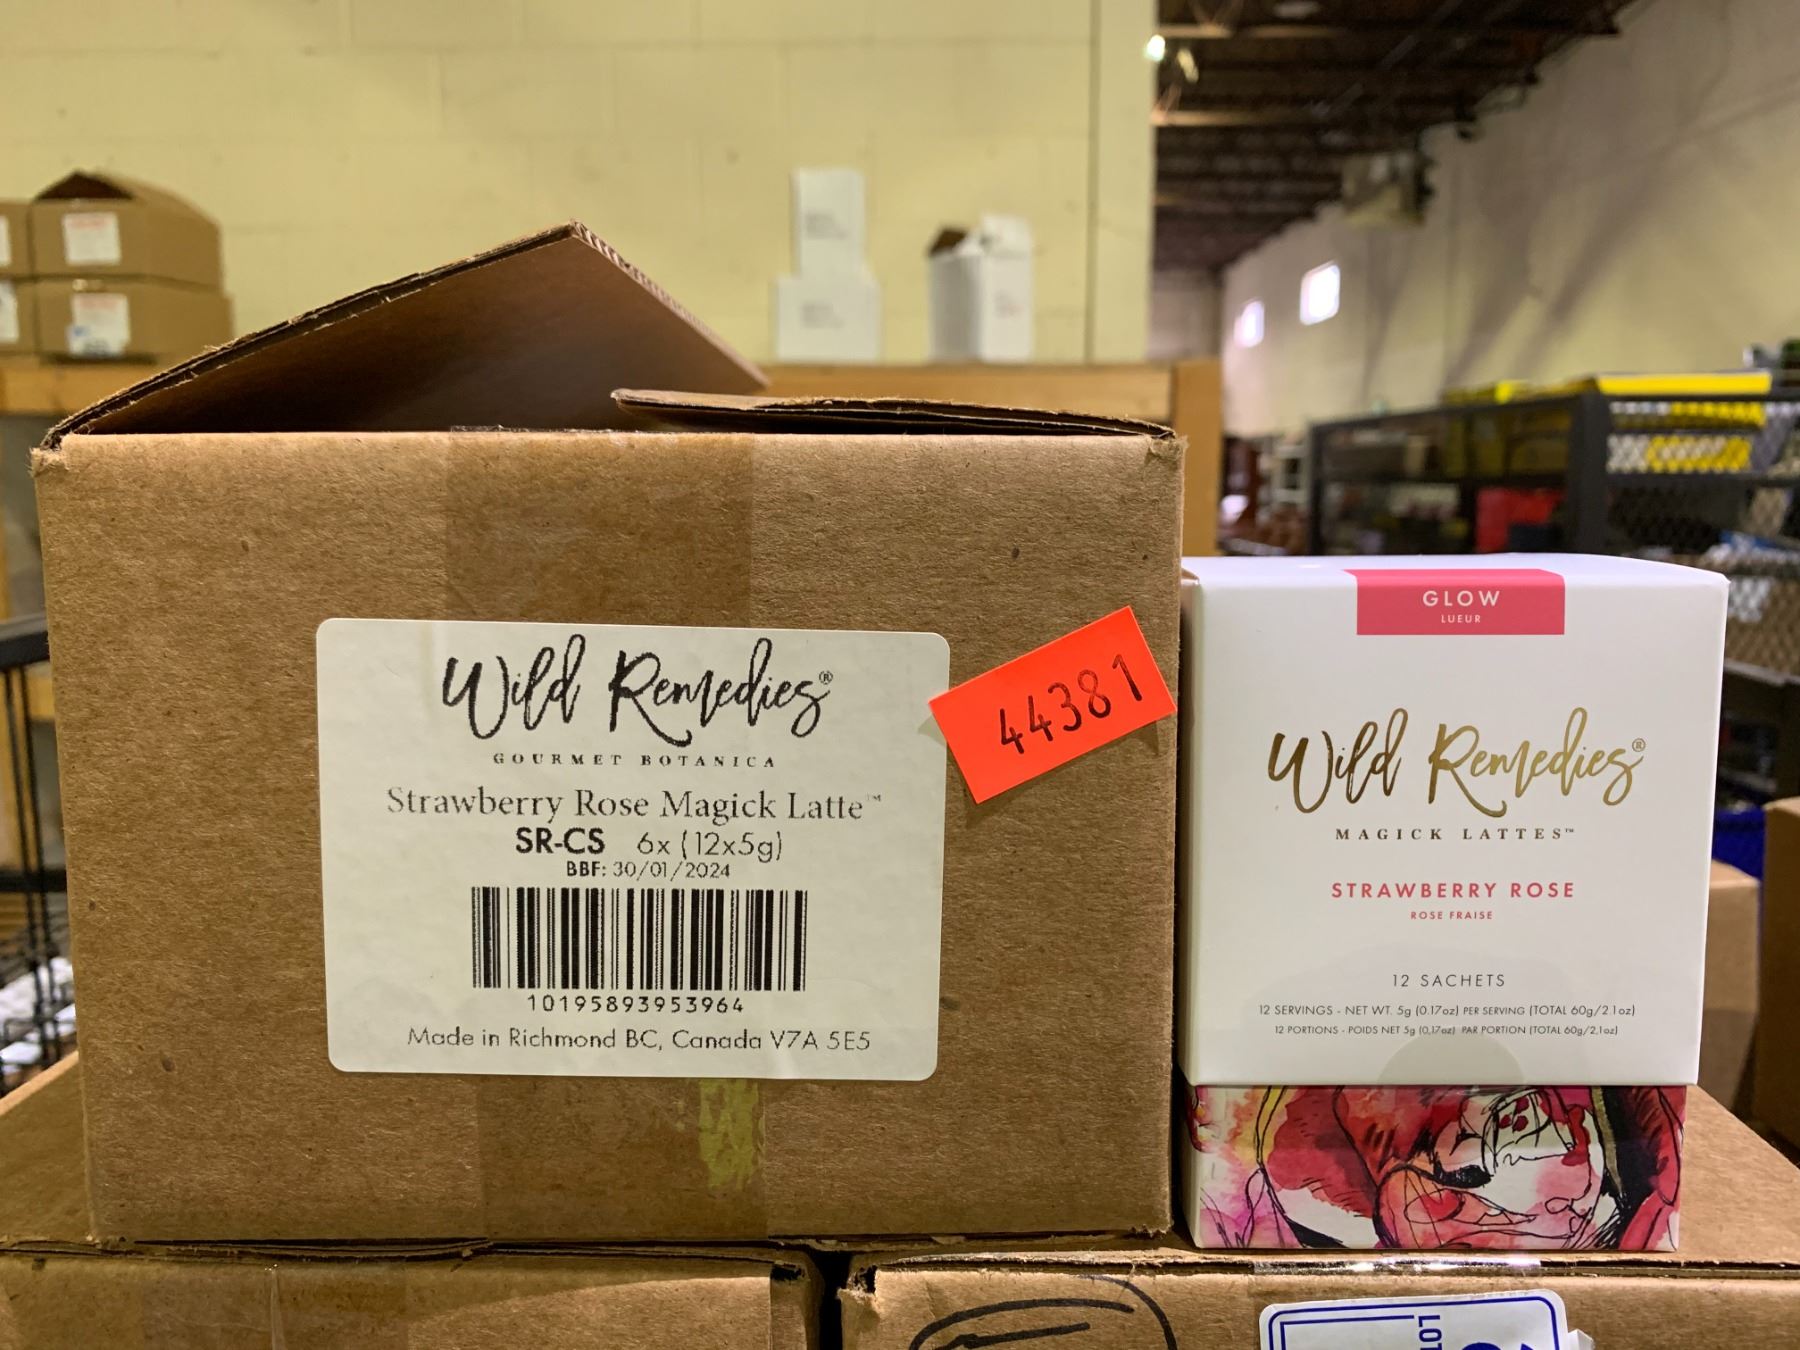 Wild Remedies®
GOURMET BOTANICA
Strawberry Rose Magick Latte™
SR-CS 6x (12x5g)
BBF: 30/01/2024
10195893953964
Made in Richmond BC, Canada V7A 5E5
44381
GLOW
LUEUR
Wild Remedies®
MAGICK LATTES™
STRAWBERRY ROSE
ROSE FRAISE
12 SACHETS
12 SERVINGS - NET WT. 5g (0.17oz) PER SERVING (TOTAL 60g/2.1oz)
12 PORTIONS - POIDS NET 5g (0,17oz) PAR PORTION (TOTAL 60g/2,1oz)